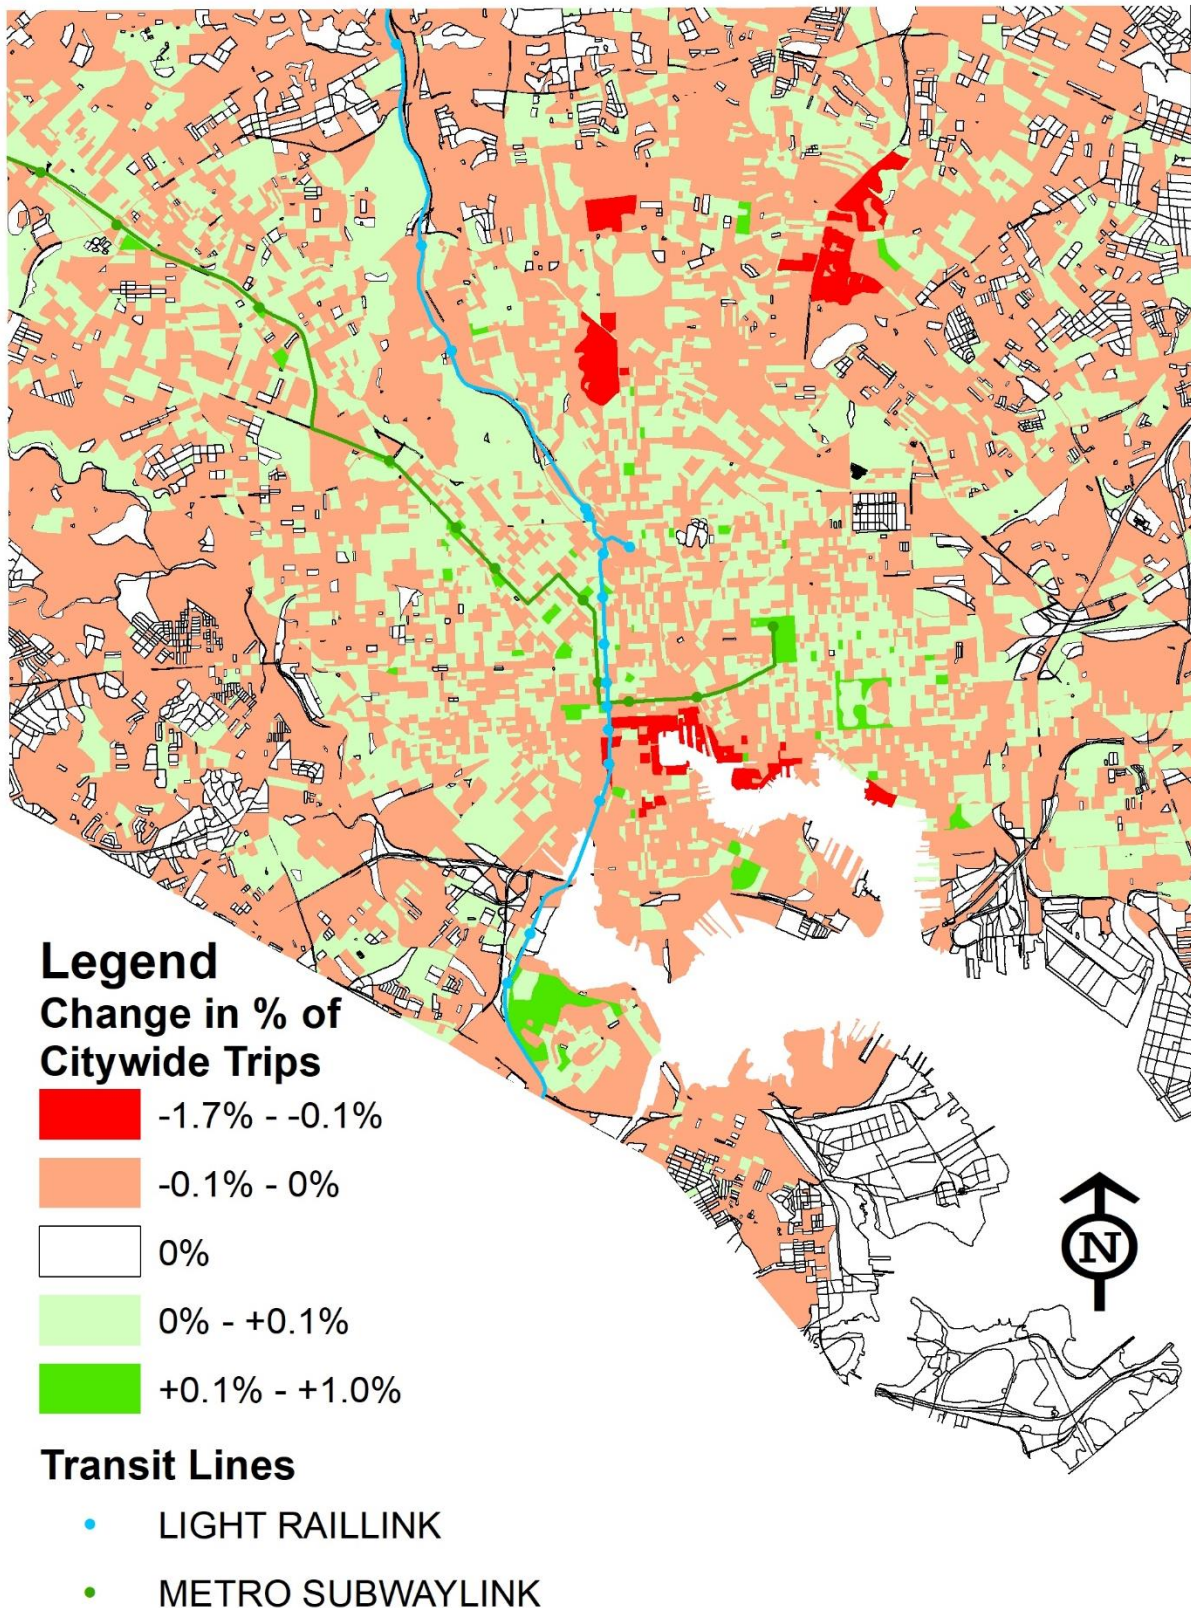 Legend
Change in % of
Citywide Trips
-1.7% - -0.1%
-0.1% - 0%
0%
0% - +0.1%
+0.1% - +1.0%
Transit Lines
LIGHT RAILLINK
METRO SUBWAYLINK
N